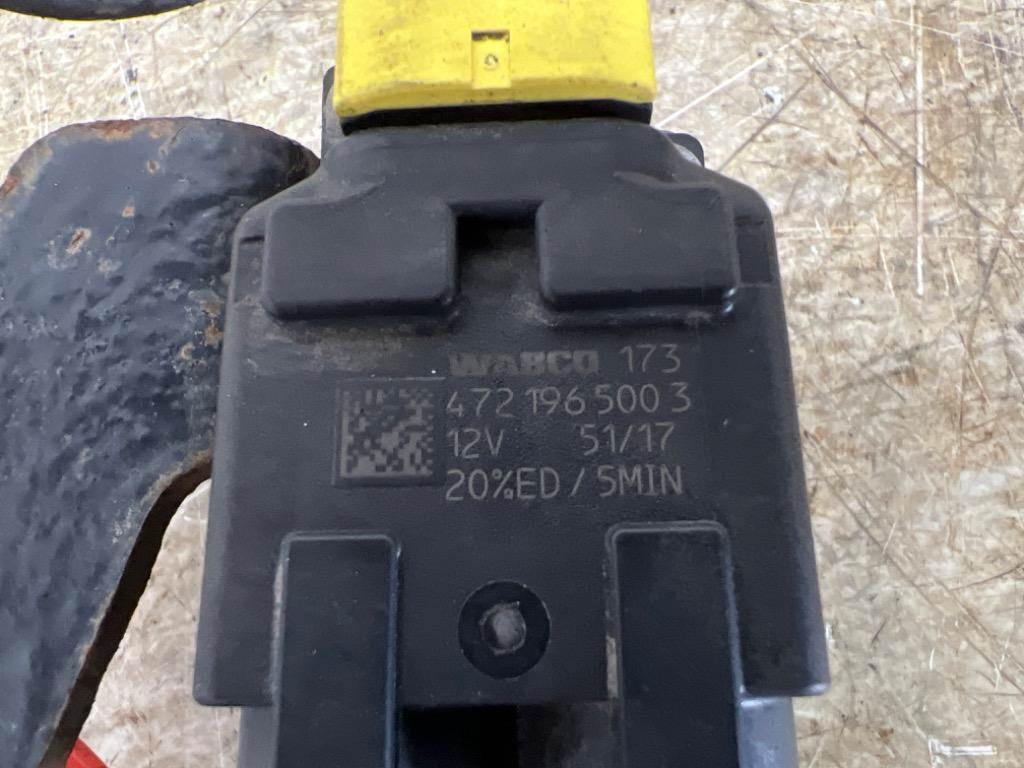 WABCO 173
472 196 500 3
12V 51/17
20%ED / 5MIN